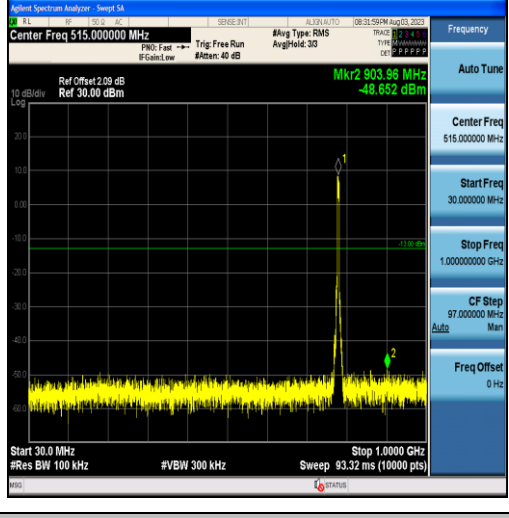 Agilent Spectrum Analyzer - Swept SA
RL RF 50 Ω AC SENSE:INT ALIGN AUTO 08:31:59PM Aug 03, 2023
Center Freq 515.000000 MHz
PNO: Fast
IFGain:Low
Trig: Free Run
#Atten: 40 dB
#Avg Type: RMS
Avg|Hold: 3/3
TRACE 1 2 3 4 5 6
TYPE M
DET P P P P P P
Ref Offset 2.09 dB
Ref 30.00 dBm
10 dB/div
Log
Mkr2 903.96 MHz
-48.652 dBm
20.0
10.0
0.00
-10.0
-20.0
-30.0
-40.0
-50.0
-60.0
1
-13.00 dBm
2
Start 30.0 MHz
Stop 1.0000 GHz
#Res BW 100 kHz
#VBW 300 kHz
Sweep 93.32 ms (10000 pts)
MSG
STATUS
Frequency
Auto Tune
Center Freq
515.000000 MHz
Start Freq
30.000000 MHz
Stop Freq
1.000000000 GHz
CF Step
97.000000 MHz
Auto Man
Freq Offset
0 Hz